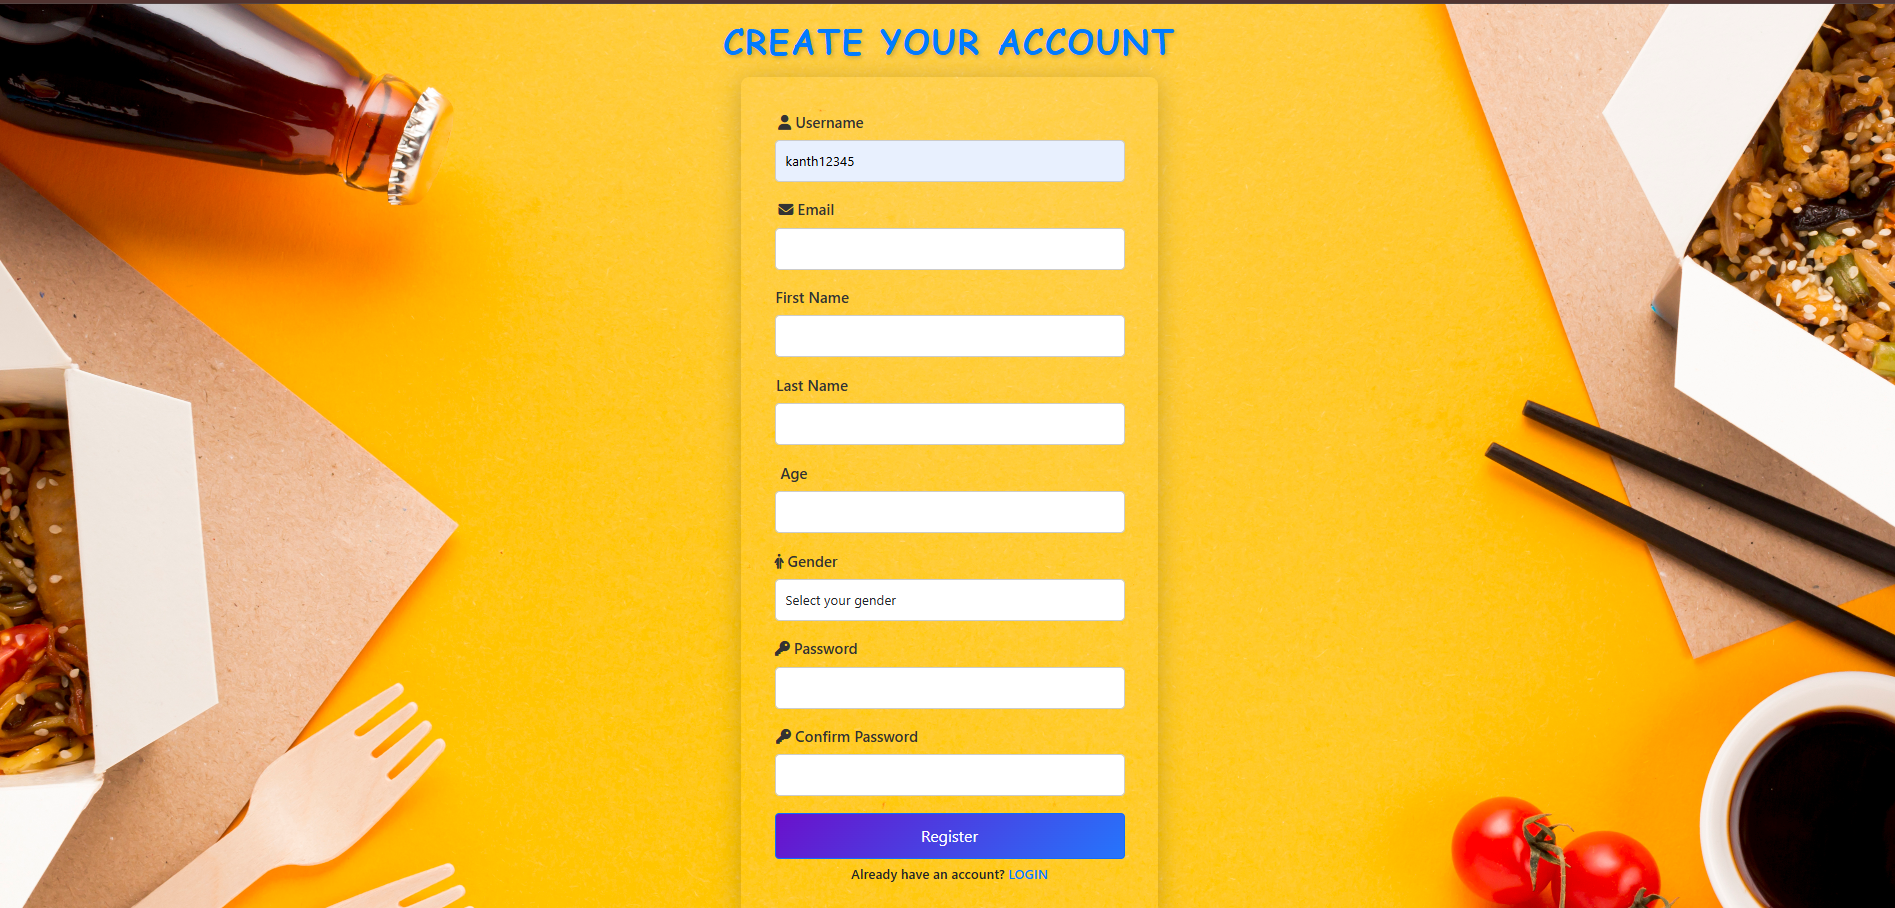 CREATE YOUR ACCOUNT
Username
kanth12345
Email
First Name
Last Name
Age
Gender
Select your gender
Password
Confirm Password
Register
Already have an account? LOGIN